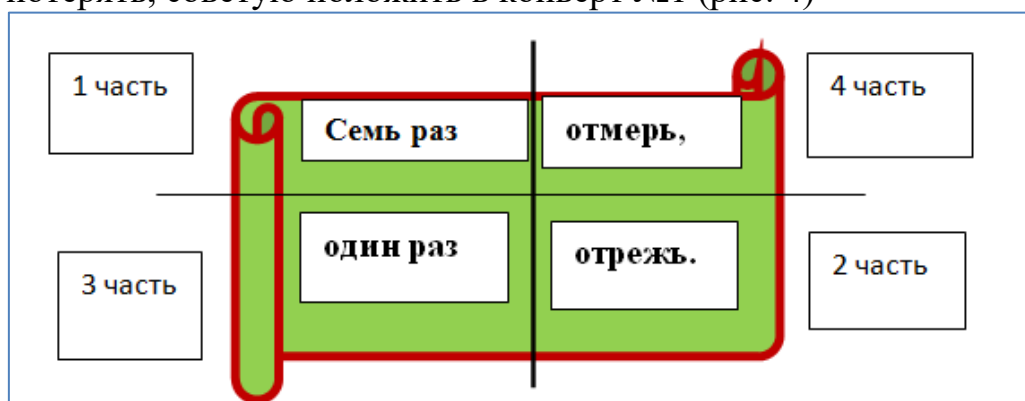 потерять, советую положить в конверт №1 (рис. 4)
1 часть
4 часть
Семь раз
отмерь,
один раз
отрежь.
3 часть
2 часть